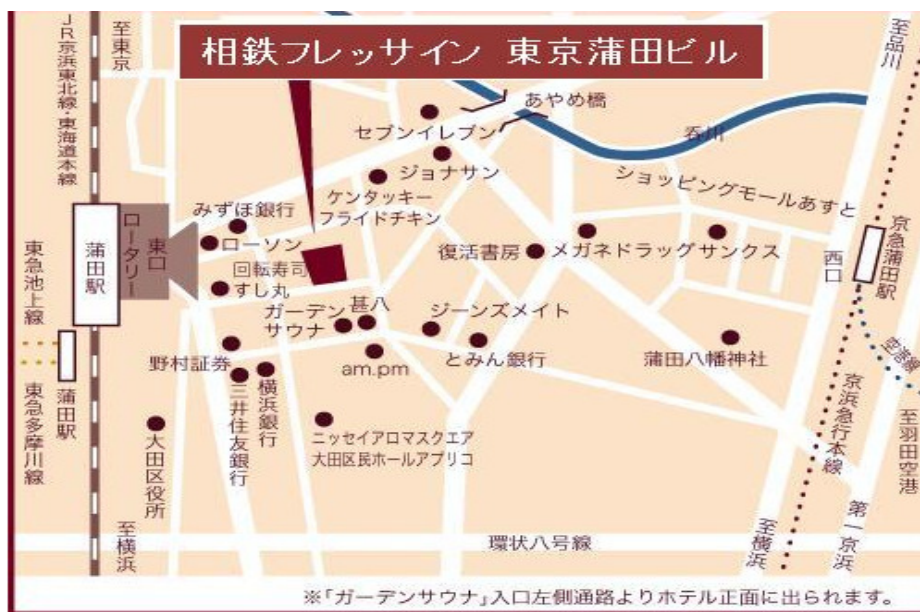 相鉄フレッサイン 東京蒲田ビル
JR京浜東北線・東海道本線
至東京
至品川
あやめ橋
セブンイレブン
呑川
ジョナサン
ショッピングモールあすと
ケンタッキー
フライドチキン
みずほ銀行
ローソン
東口
ロータリー
蒲田駅
復活書房
メガネドラッグ
サンクス
西口
京急蒲田駅
回転寿司
すし丸
東急池上線
ガーデン
サウナ
甚八
ジーンズメイト
とみん銀行
蒲田八幡神社
空港線
野村証券
am.pm
三井住友銀行
横浜銀行
蒲田駅
東急多摩川線
大田区役所
ニッセイアロマスクエア
大田区民ホールアプリコ
京浜急行本線
至羽田空港
第一京浜
至横浜
環状八号線
至横浜
※「ガーデンサウナ」入口左側通路よりホテル正面に出られます。